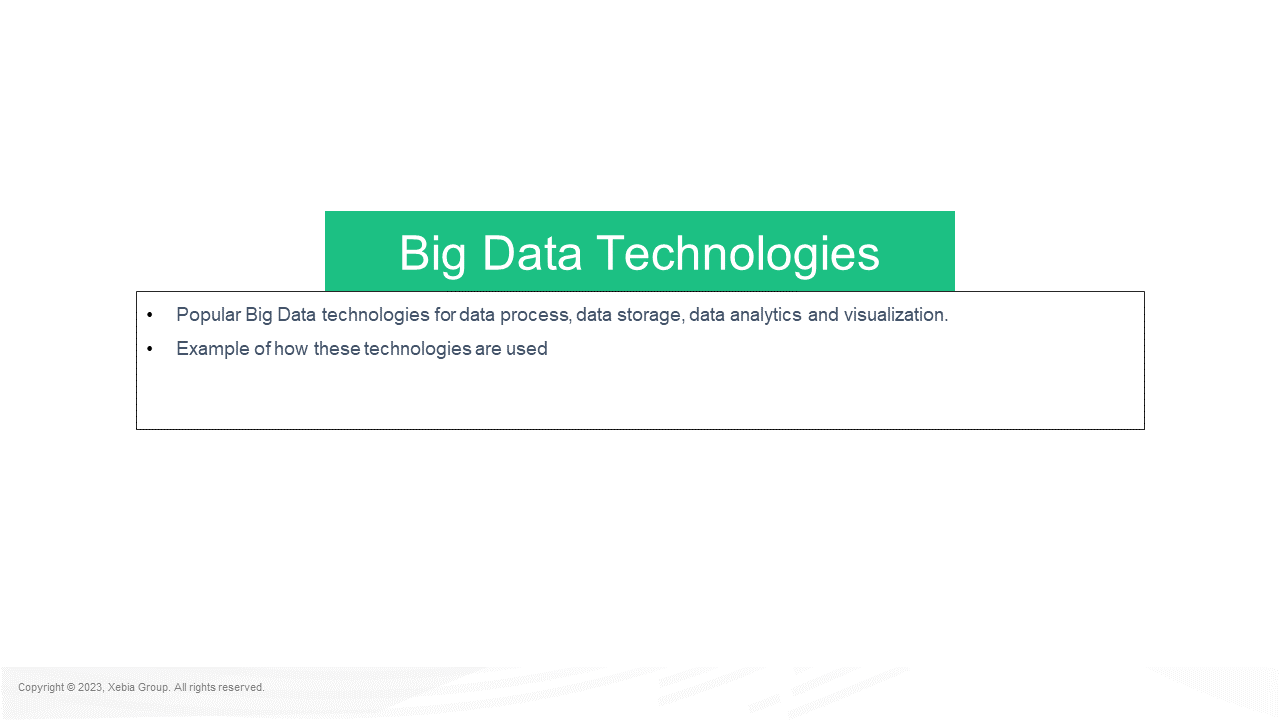 Big Data Technologies
• Popular Big Data technologies for data process, data storage, data analytics and visualization.
• Example of how these technologies are used
Copyright © 2023, Xebia Group. All rights reserved.